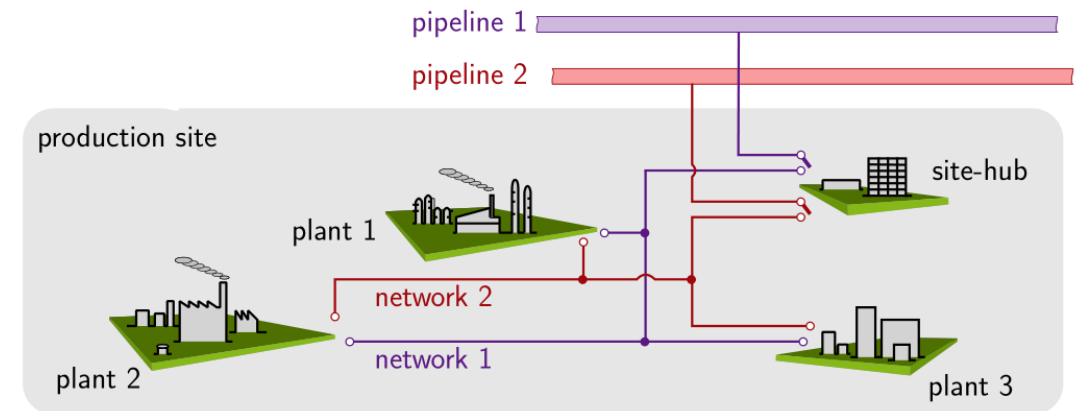 pipeline 1
pipeline 2
production site
site-hub
plant 1
network 2
network 1
plant 2
plant 3